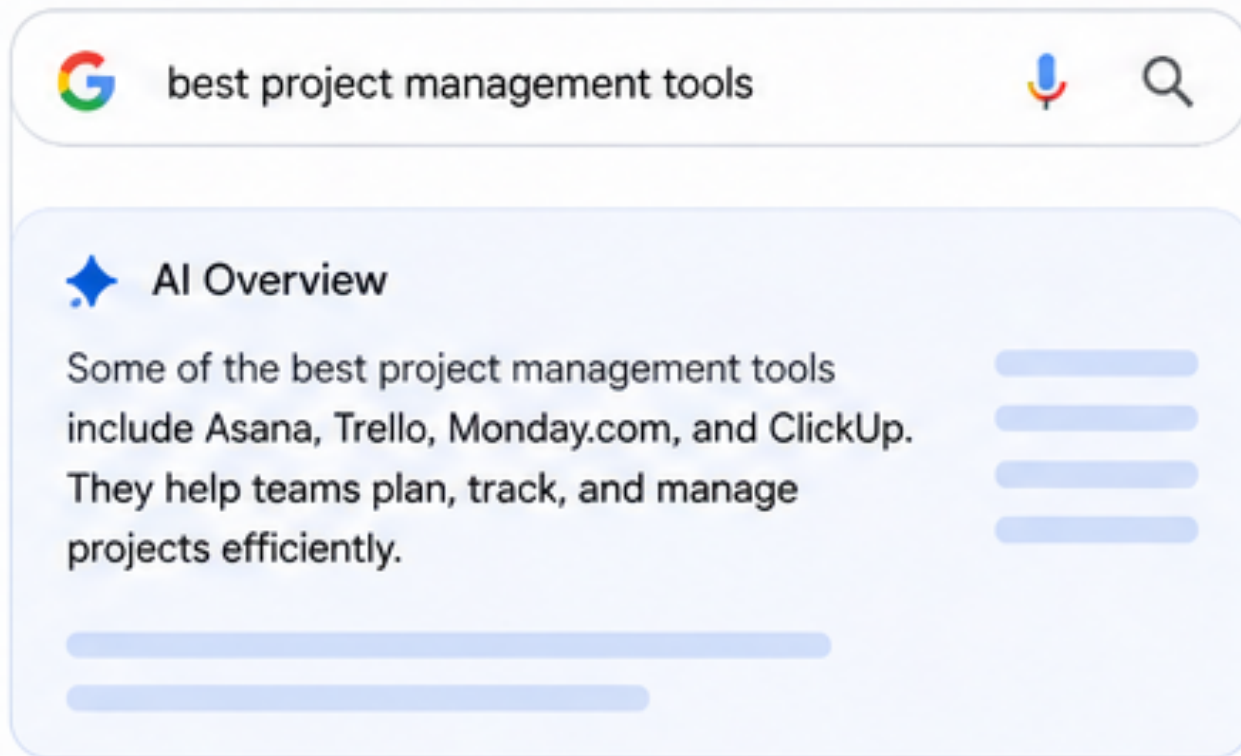 best project management tools
AI Overview
Some of the best project management tools
include Asana, Trello, Monday.com, and ClickUp.
They help teams plan, track, and manage
projects efficiently.